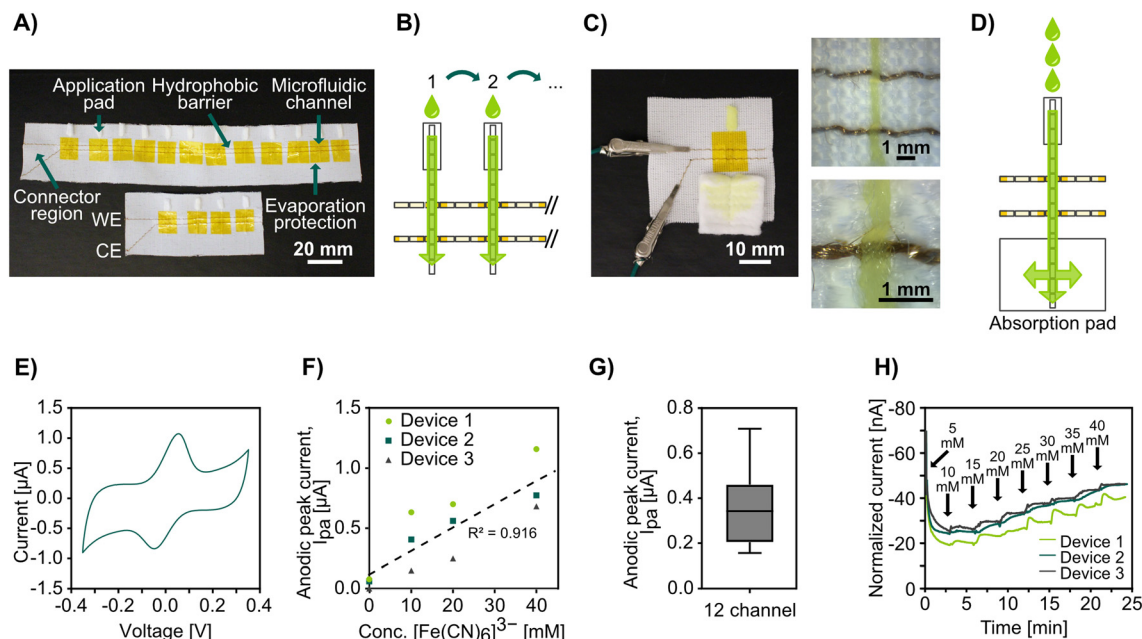 A)
Application pad
Hydrophobic barrier
Microfluidic channel
Connector region
WE
CE
Evaporation protection
20 mm
B)
1
2
...
C)
10 mm
1 mm
1 mm
D)
Absorption pad
E)
Current [µA]
1.5
1.0
0.5
0.0
-0.5
-1.0
-1.5
-0.4
-0.2
0.0
0.2
0.4
Voltage [V]
F)
Anodic peak current,
Ipa [µA]
1.5
1.0
0.5
0.0
Device 1
Device 2
Device 3
R² = 0.916
0
10
20
30
40
Conc. [Fe(CN)6]3− [mM]
G)
Anodic peak current,
Ipa [µA]
0.8
0.6
0.4
0.2
0.0
12 channel
H)
Normalized current [nA]
-80
-60
-40
-20
0
5 mM
10 mM
15 mM
20 mM
25 mM
30 mM
35 mM
40 mM
Device 1
Device 2
Device 3
0
5
10
15
20
25
Time [min]